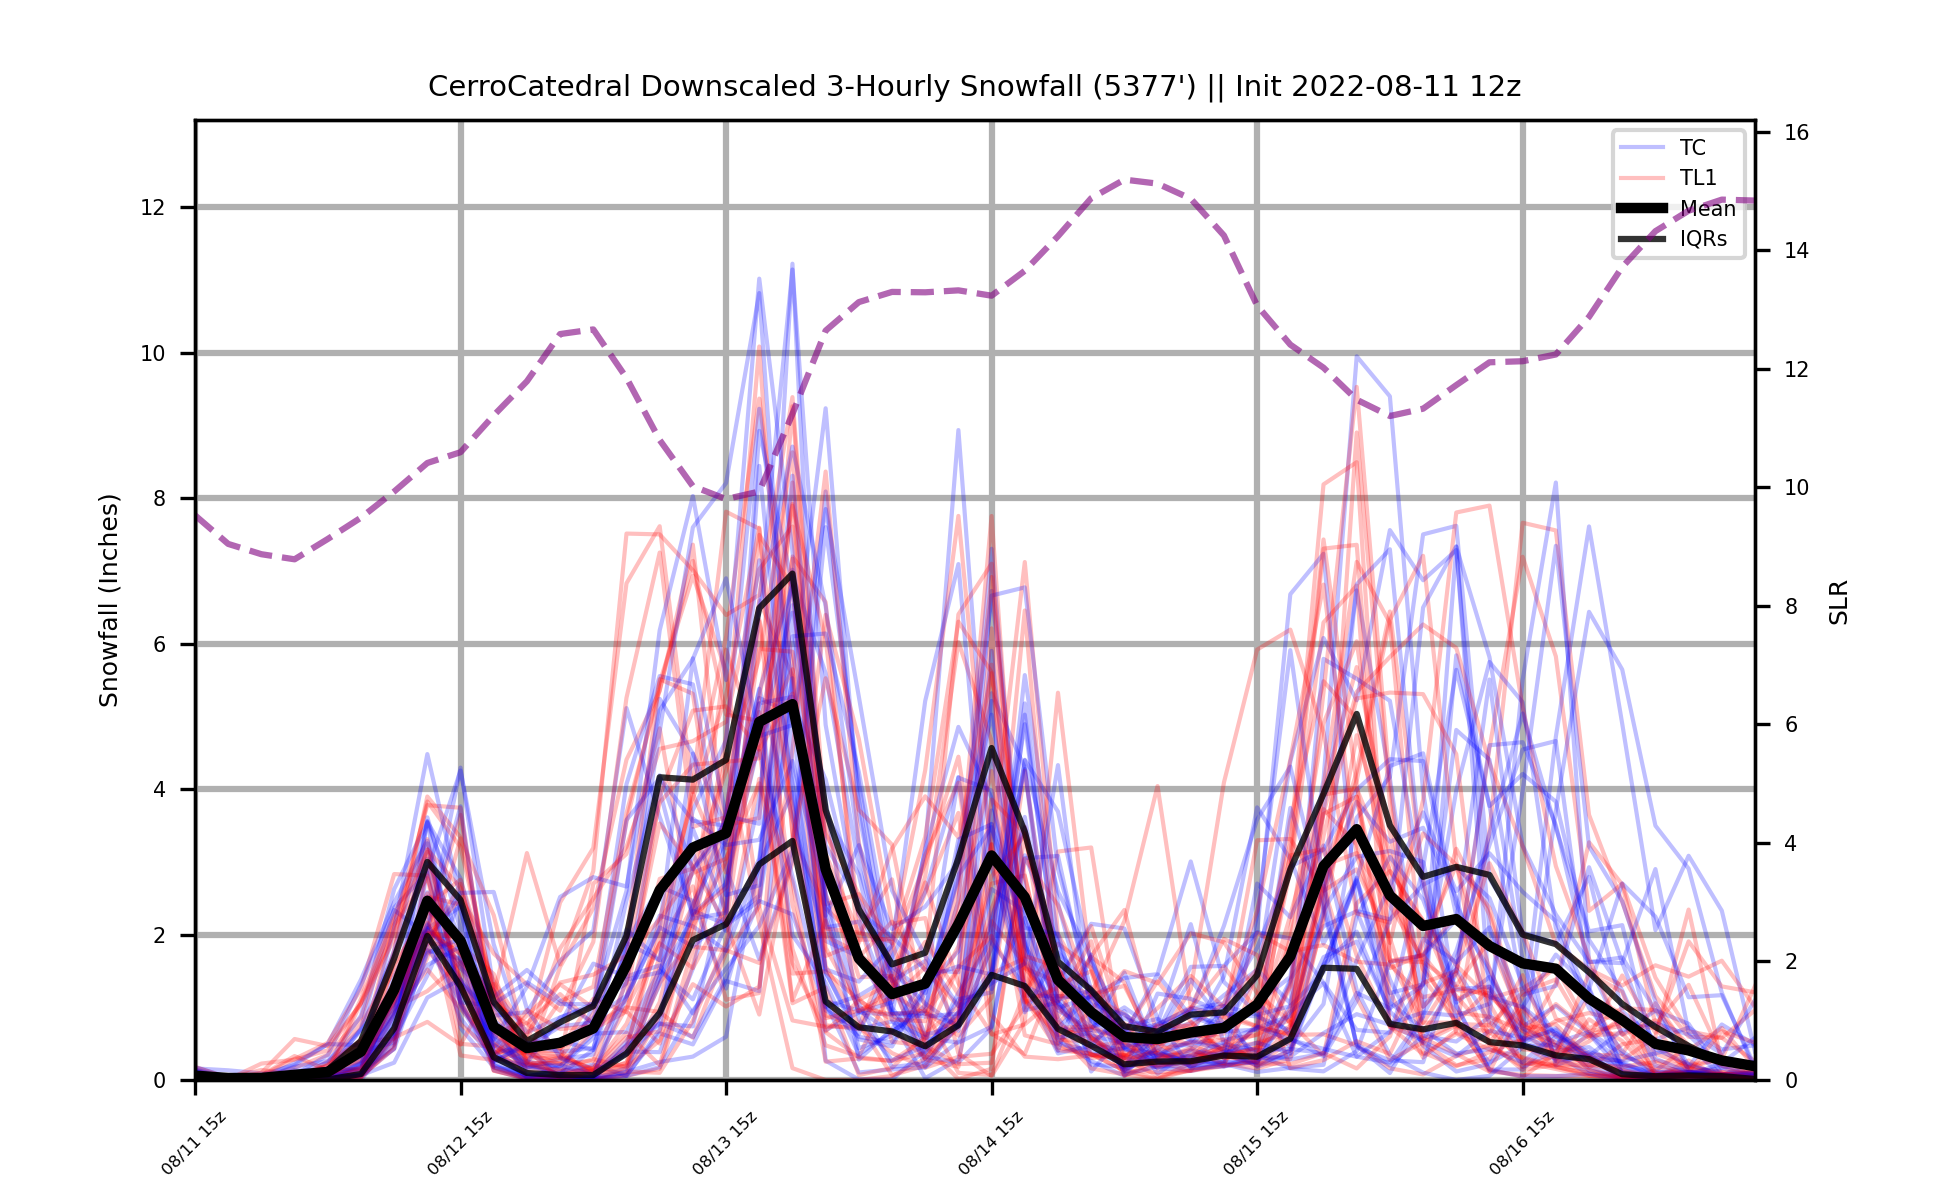 CerroCatedral Downscaled 3-Hourly Snowfall (5377') || Init 2022-08-11 12z
TC
TL1
Mean
IQRs
Snowfall (Inches)
12
10
8
6
4
2
0
16
14
12
10
8
6
4
2
0
SLR
08/11 15z
08/12 15z
08/13 15z
08/14 15z
08/15 15z
08/16 15z